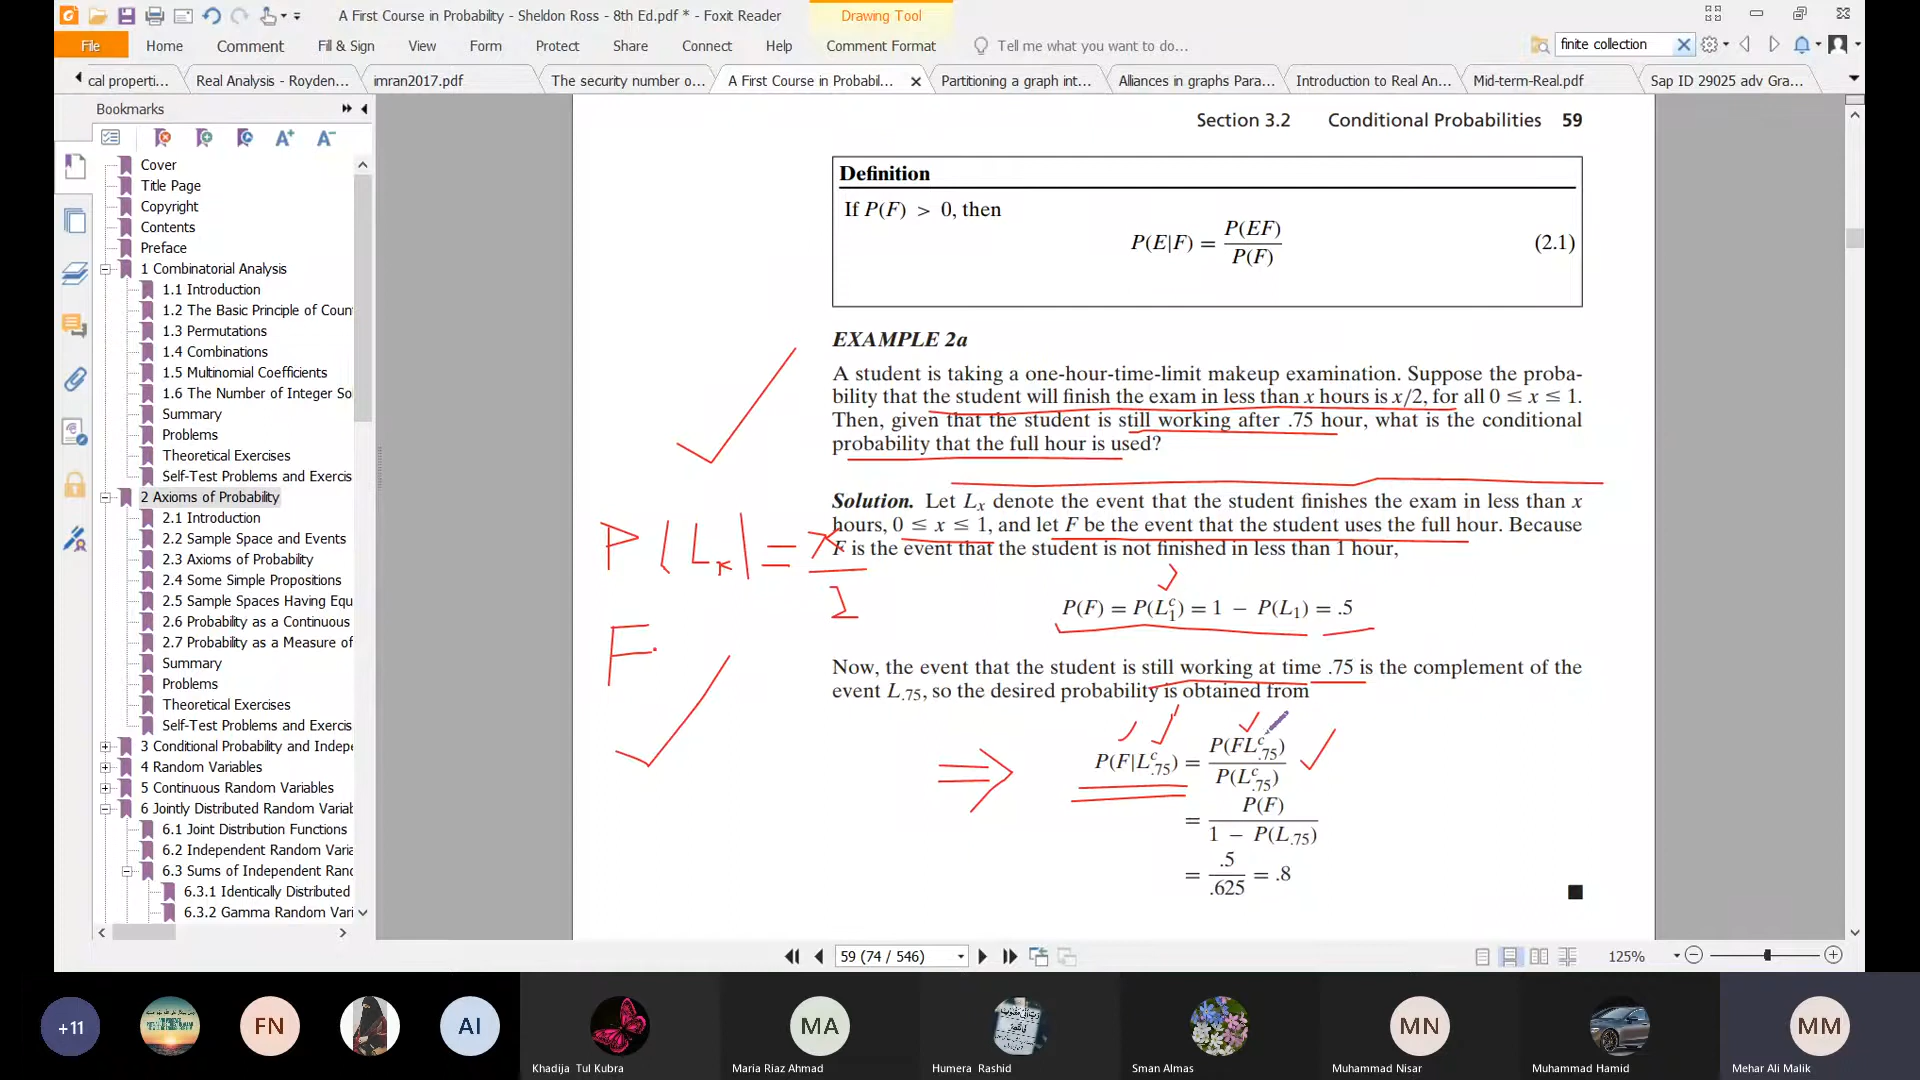 A First Course in Probability - Sheldon Ross - 8th Ed.pdf * - Foxit Reader
Drawing Tool
File Home Comment Fill & Sign View Form Protect Share Connect Help Comment Format Tell me what you want to do... finite collection
cal properti... Real Analysis - Royden... imran2017.pdf The security number o... A First Course in Probabil... Partitioning a graph int... Alliances in graphs Para... Introduction to Real An... Mid-term-Real.pdf Sap ID 29025 adv Gra...
Bookmarks
Cover
Title Page
Copyright
Contents
Preface
1 Combinatorial Analysis
1.1 Introduction
1.2 The Basic Principle of Coun
1.3 Permutations
1.4 Combinations
1.5 Multinomial Coefficients
1.6 The Number of Integer So
Summary
Problems
Theoretical Exercises
Self-Test Problems and Exercis
2 Axioms of Probability
2.1 Introduction
2.2 Sample Space and Events
2.3 Axioms of Probability
2.4 Some Simple Propositions
2.5 Sample Spaces Having Equ
2.6 Probability as a Continuous
2.7 Probability as a Measure of
Summary
Problems
Theoretical Exercises
Self-Test Problems and Exercis
3 Conditional Probability and Indepe
4 Random Variables
5 Continuous Random Variables
6 Jointly Distributed Random Variab
6.1 Joint Distribution Functions
6.2 Independent Random Varia
6.3 Sums of Independent Rand
6.3.1 Identically Distributed
6.3.2 Gamma Random Vari
Section 3.2 Conditional Probabilities 59
Definition
If P(F) > 0, then
P(E|F) = P(EF) / P(F) (2.1)
EXAMPLE 2a
A student is taking a one-hour-time-limit makeup examination. Suppose the proba-
bility that the student will finish the exam in less than x hours is x/2, for all 0 ≤ x ≤ 1.
Then, given that the student is still working after .75 hour, what is the conditional
probability that the full hour is used?
Solution. Let Lx denote the event that the student finishes the exam in less than x
hours, 0 ≤ x ≤ 1, and let F be the event that the student uses the full hour. Because
F is the event that the student is not finished in less than 1 hour,
P(Lx) = x/2
P(F) = P(L₁ᶜ) = 1 − P(L₁) = .5
F
Now, the event that the student is still working at time .75 is the complement of the
event L.75, so the desired probability is obtained from
P(F|Lᶜ.75) = P(FLᶜ.75) / P(Lᶜ.75)
= P(F) / (1 − P(L.75))
= .5/.625 = .8
59 (74 / 546) 125%
+11 FN AI MA MN MM
Khadija Tul Kubra Maria Riaz Ahmad Humera Rashid Sman Almas Muhammad Nisar Muhammad Hamid Mehar Ali Malik